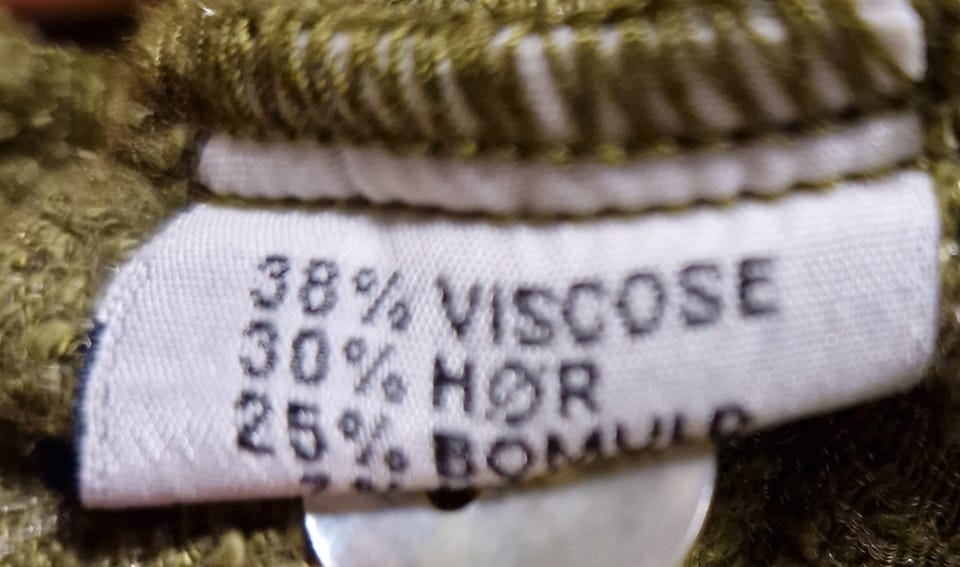 38% VISCOSE
30% HØR
25% BOMULD